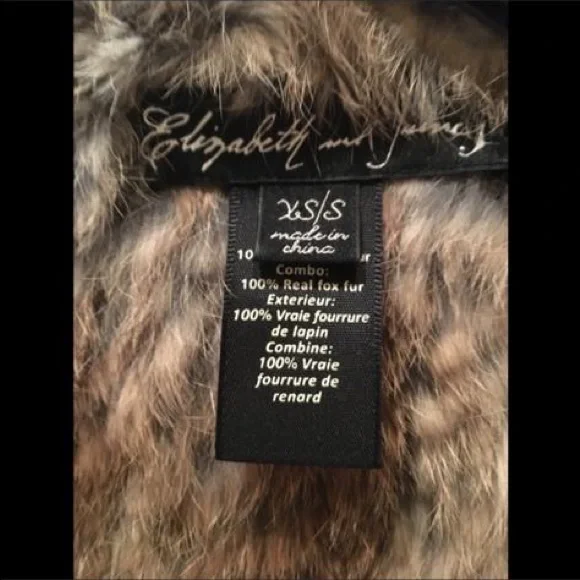 Elizabeth and James
XS/S
made in
china
10
Combo:
100% Real fox fur
Exterieur:
100% Vraie fourrure
de lapin
Combine:
100% Vraie
fourrure de
renard